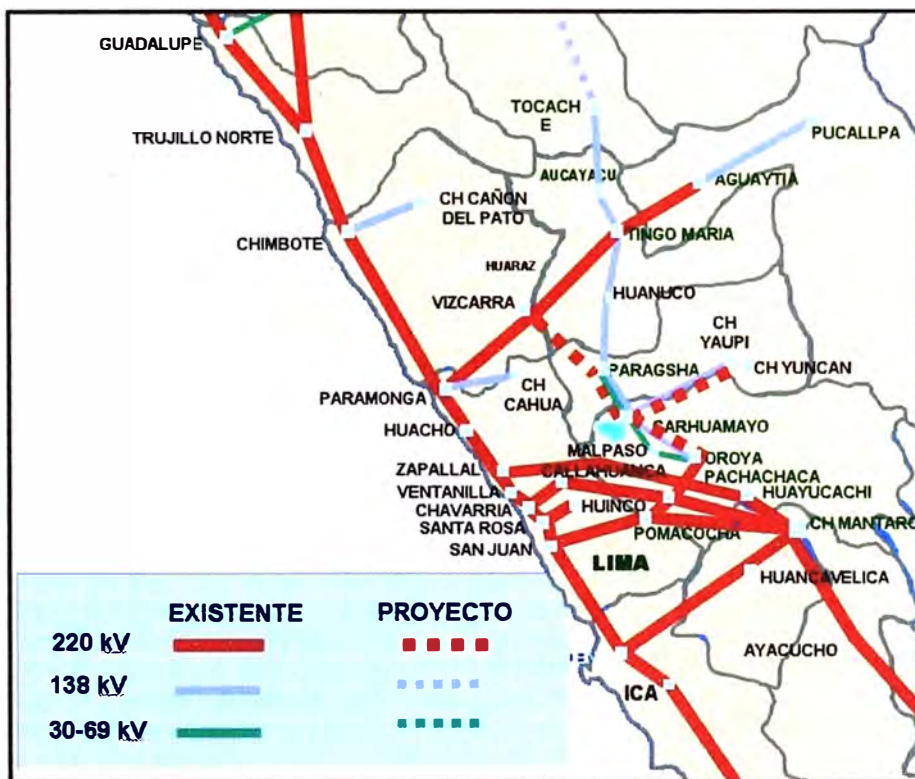 GUADALUPE
TRUJILLO NORTE
TOCACH
E
PUCALLPA
AUCAYACU
AGUAYTIA
CH CAÑON
DEL PATO
CHIMBOTE
TINGO MARIA
HUARAZ
VIZCARRA
HUANUCO
CH
YAUPI
PARAGSHA
CH YUNCAN
CH
CAHUA
PARAMONGA
CARHUAMAYO
HUACHO
MALPASO
OROYA
ZAPALLAL
CALLAHUANCA
PACHACHACA
VENTANILLA
HUAYUCACHI
CHAVARRIA
HUINCO
SANTA ROSA
POMACOCHA
CH MANTARO
SAN JUAN
LIMA
HUANCAVELICA
AYACUCHO
ICA
EXISTENTE PROYECTO
220 kV
138 kV
30-69 kV